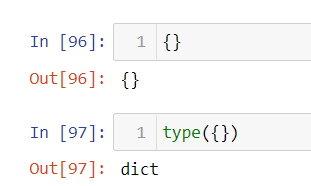 In [96]: 1 {}
Out[96]: {}
In [97]: 1 type({})
Out[97]: dict